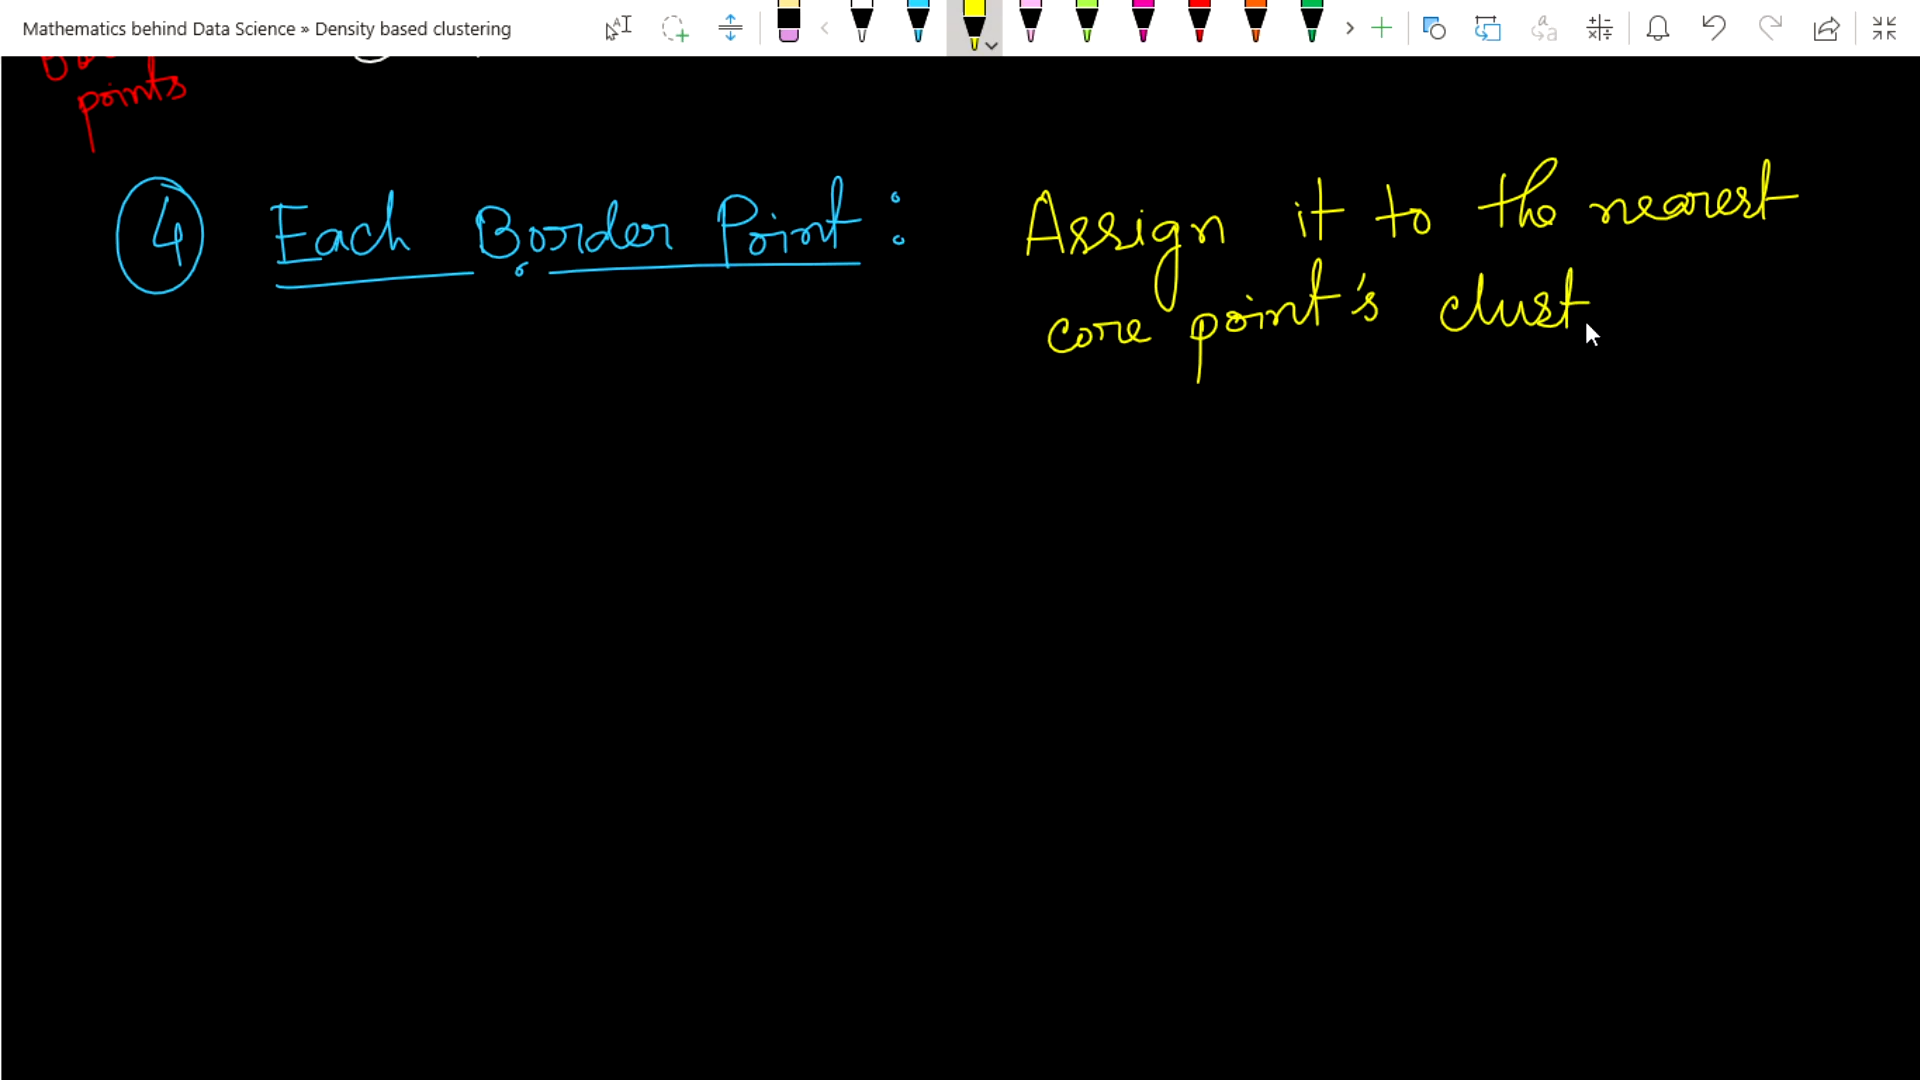 Mathematics behind Data Science » Density based clustering
points
④ Each Border Point : Assign it to the nearest
core point's clust